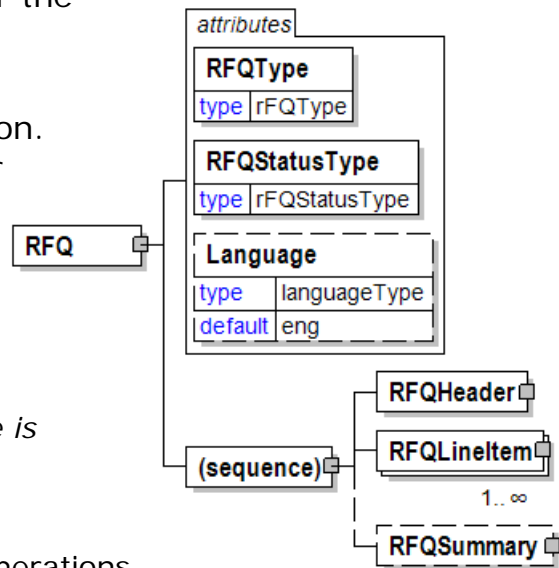 the
attributes
RFQType
type rFQType
on.
RFQStatusType
type rFQStatusType
RFQ
Language
type languageType
default eng
RFQHeader
e is
(sequence)
RFQLineItem
1.. ∞
RFQSummary
nerations